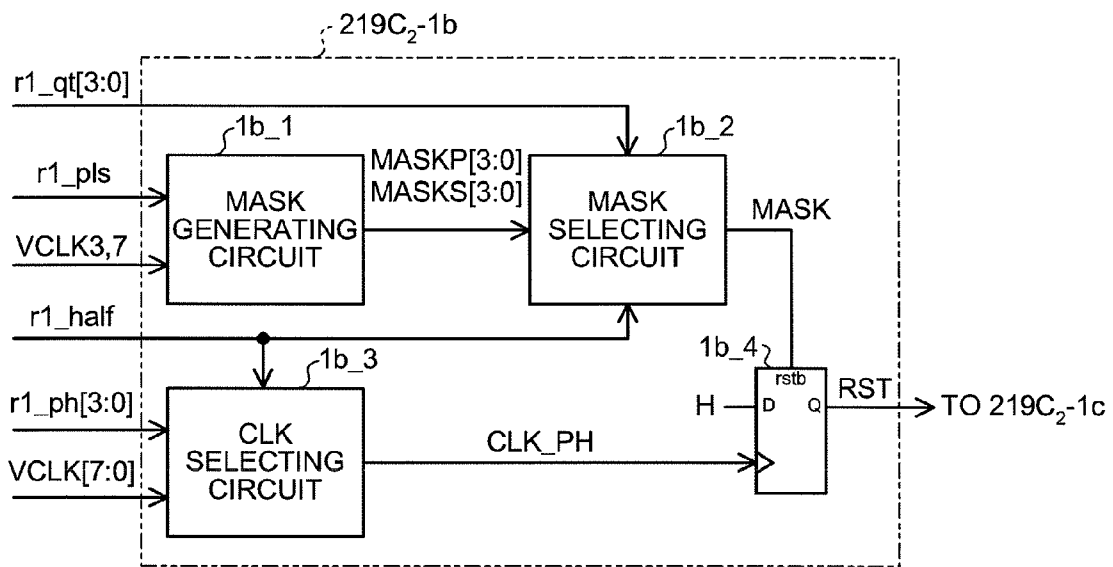 219C₂-1b
r1_qt[3:0]
1b_1
1b_2
r1_pls
MASKP[3:0]
MASKS[3:0]
MASK
GENERATING
CIRCUIT
MASK
SELECTING
CIRCUIT
MASK
VCLK3,7
r1_half
1b_3
1b_4
rstb
r1_ph[3:0]
H
D
Q
RST
TO 219C₂-1c
CLK
SELECTING
CIRCUIT
CLK_PH
VCLK[7:0]